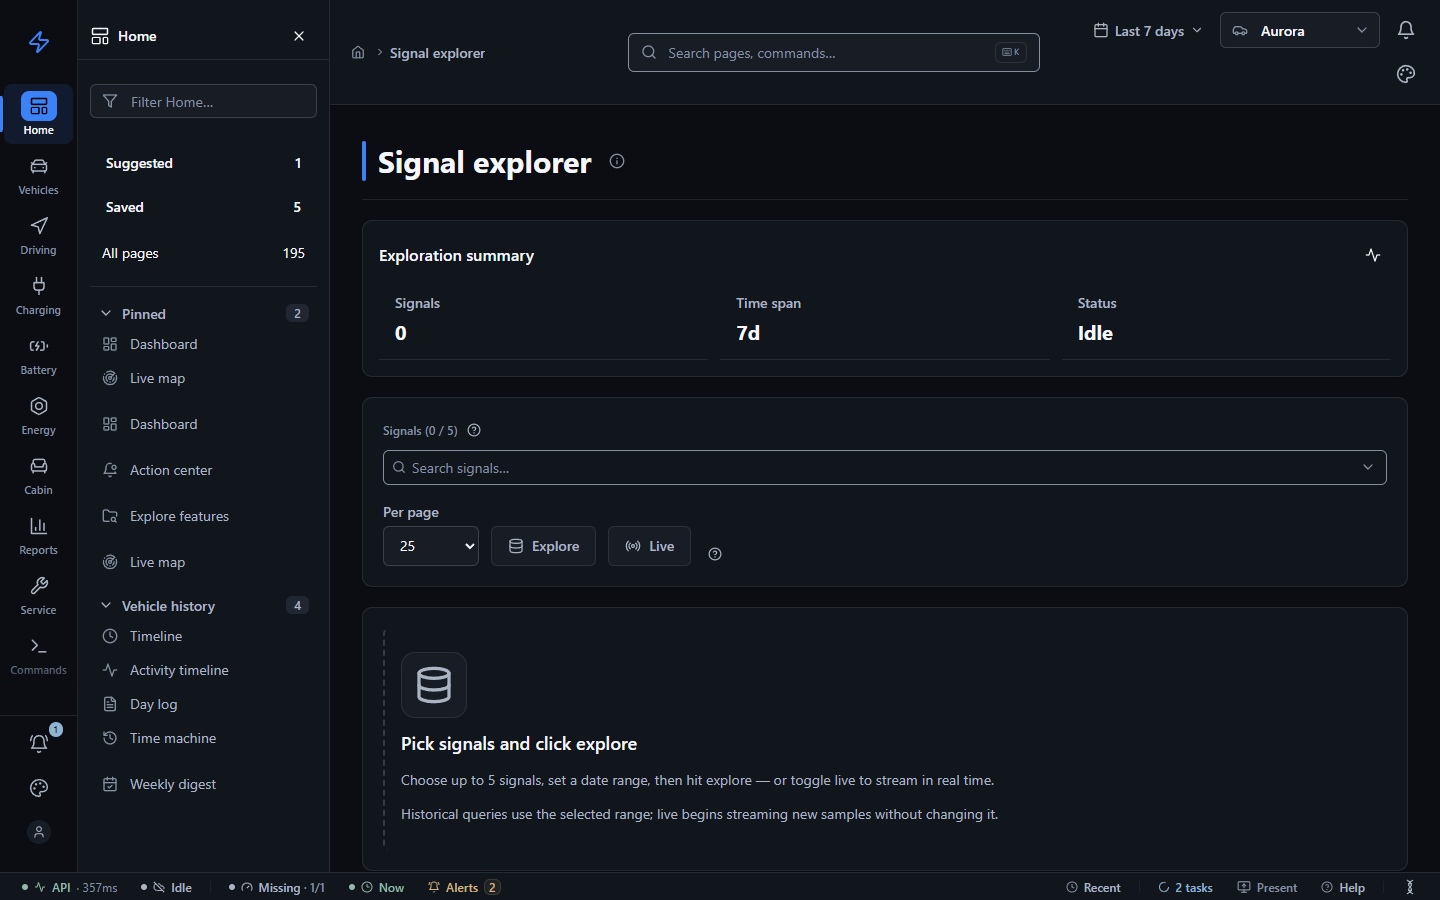 Home
Vehicles
Driving
Charging
Battery
Energy
Cabin
Reports
Service
Commands
1
Home
Filter Home...
Suggested 1
Saved 5
All pages 195
Pinned 2
Dashboard
Live map
Dashboard
Action center
Explore features
Live map
Vehicle history 4
Timeline
Activity timeline
Day log
Time machine
Weekly digest
Signal explorer
Search pages, commands...
K
Last 7 days
Aurora
Signal explorer
Exploration summary
Signals
0
Time span
7d
Status
Idle
Signals (0 / 5)
Search signals...
Per page
25
Explore
Live
Pick signals and click explore
Choose up to 5 signals, set a date range, then hit explore — or toggle live to stream in real time.
Historical queries use the selected range; live begins streaming new samples without changing it.
API · 357ms
Idle
Missing · 1/1
Now
Alerts 2
Recent
2 tasks
Present
Help